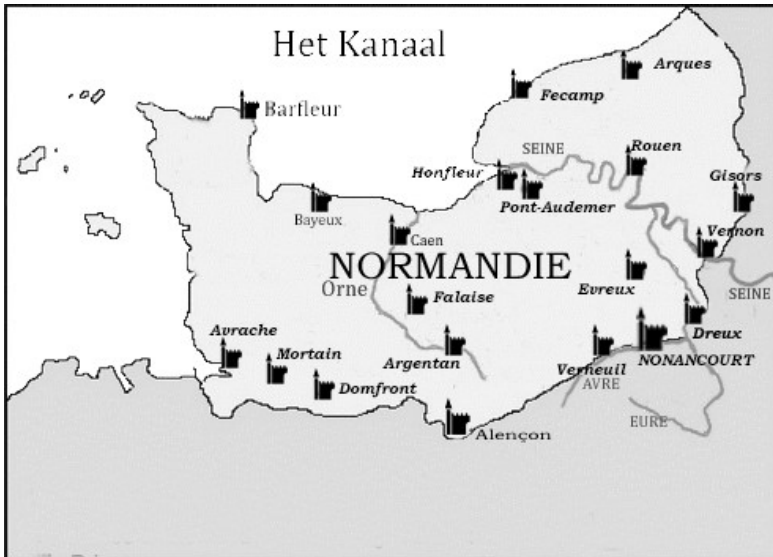 Het Kanaal
Arques
Fecamp
Barfleur
SEINE
Rouen
Honfleur
Gisors
Pont-Audemer
Bayeux
Vernon
Caen
NORMANDIE
Evreux
Orne
SEINE
Falaise
Avrache
Dreux
Mortain
Argentan
Verneuil
NONANCOURT
AVRE
Domfront
EURE
Alençon